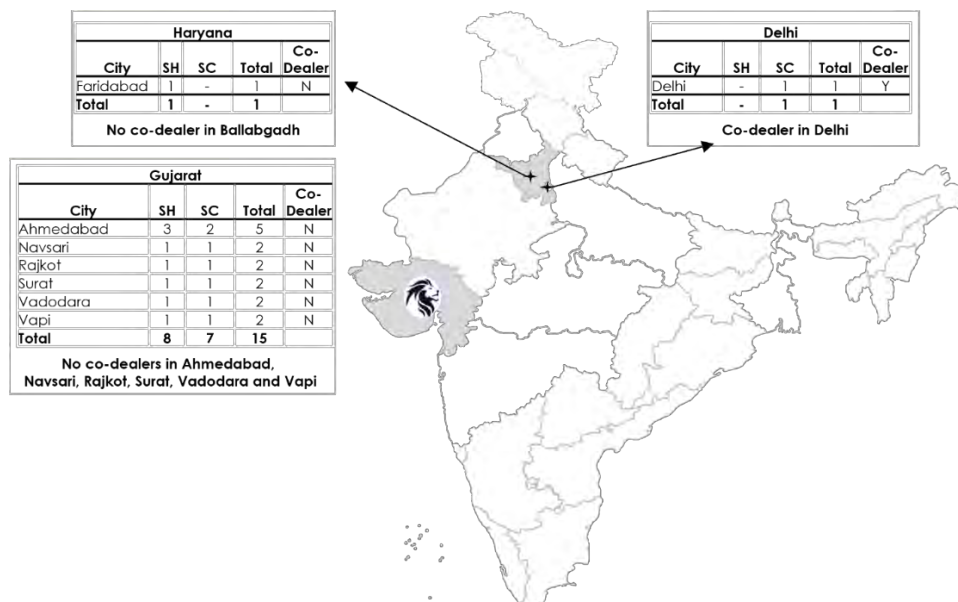 Haryana
City SH SC Total Co-Dealer
Faridabad 1 - 1 N
Total 1 - 1
No co-dealer in Ballabgadh
Delhi
City SH SC Total Co-Dealer
Delhi - 1 1 Y
Total - 1 1
Co-dealer in Delhi
Gujarat
City SH SC Total Co-Dealer
Ahmedabad 3 2 5 N
Navsari 1 1 2 N
Rajkot 1 1 2 N
Surat 1 1 2 N
Vadodara 1 1 2 N
Vapi 1 1 2 N
Total 8 7 15
No co-dealers in Ahmedabad,
Navsari, Rajkot, Surat, Vadodara and Vapi